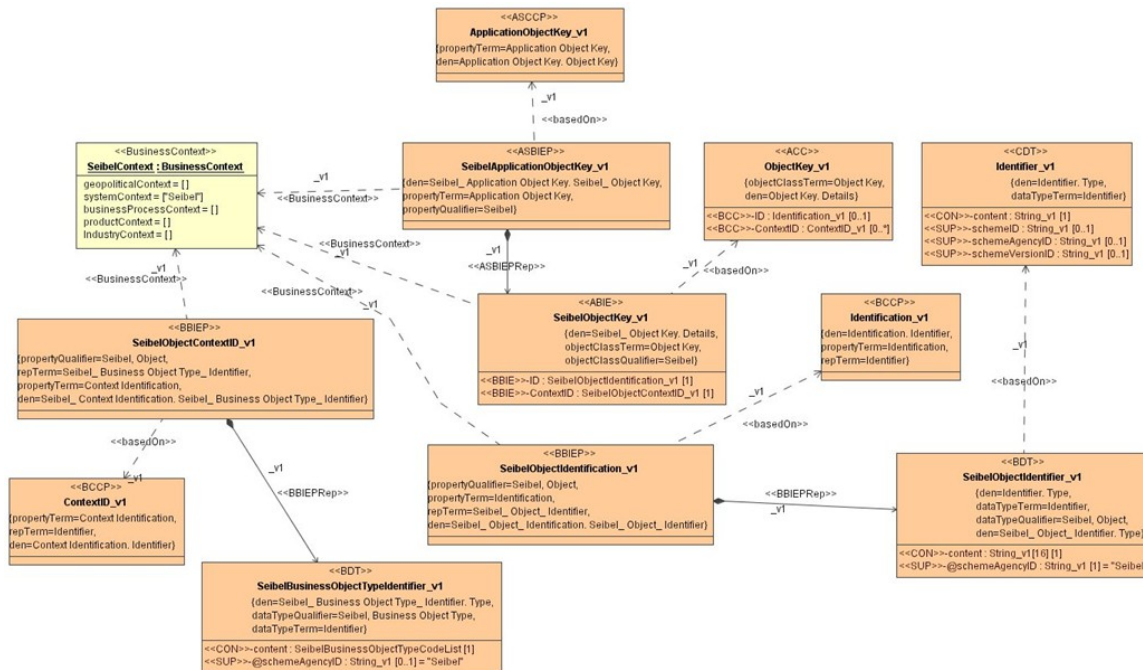 <<ASCCP>>
ApplicationObjectKey_v1
{propertyTerm=Application Object Key,
den=Application Object Key. Object Key}
_v1
<<basedOn>>
<<BusinessContext>>
SeibelContext : BusinessContext
geopoliticalContext = [ ]
systemContext = ["Seibel"]
businessProcessContext = [ ]
productContext = [ ]
IndustryContext = [ ]
_v1
<<BusinessContext>>
<<ASBIEP>>
SeibelApplicationObjectKey_v1
{den=Seibel_ Application Object Key. Seibel_ Object Key,
propertyTerm=Application Object Key,
propertyQualifier=Seibel}
<<ACC>>
ObjectKey_v1
{objectClassTerm=Object Key,
den=Object Key. Details}
<<BCC>>-ID : Identification_v1 [0..1]
<<BCC>>-ContextID : ContextID_v1 [0..*]
<<CDT>>
Identifier_v1
{den=Identifier. Type,
dataTypeTerm=Identifier}
<<CON>>-content : String_v1 [1]
<<SUP>>-schemeID : String_v1 [0..1]
<<SUP>>-schemeAgencyID : String_v1 [0..1]
<<SUP>>-schemeVersionID : String_v1 [0..1]
<<BusinessContext>>
_v1
<<ASBIEPRep>>
_v1
<<basedOn>>
_v1
<<BusinessContext>>
<<BusinessContext>>
_v1
<<ABIE>>
SeibelObjectKey_v1
{den=Seibel_ Object Key. Details,
objectClassTerm=Object Key,
objectClassQualifier=Seibel}
<<BBIE>>-ID : SeibelObjectIdentification_v1 [1]
<<BBIE>>-ContextID : SeibelObjectContextID_v1 [1]
<<BCCP>>
Identification_v1
{den=Identification. Identifier,
propertyTerm=Identification,
repTerm=Identifier}
<<BBIEP>>
SeibelObjectContextID_v1
{propertyQualifier=Seibel, Object,
repTerm=Seibel_ Business Object Type_ Identifier,
propertyTerm=Context Identification,
den=Seibel_ Context Identification. Seibel_ Business Object Type_ Identifier}
_v1
<<basedOn>>
_v1
<<basedOn>>
<<basedOn>>
_v1
_v1
<<BBIEPRep>>
<<BBIEP>>
SeibelObjectIdentification_v1
{propertyQualifier=Seibel, Object,
propertyTerm=Identification,
repTerm=Seibel_ Object_ Identifier,
den=Seibel_ Object_ Identification. Seibel_ Object_ Identifier}
<<BBIEPRep>>
_v1
<<BDT>>
SeibelObjectIdentifier_v1
{den=Identifier. Type,
dataTypeTerm=Identifier,
dataTypeQualifier=Seibel, Object,
den=Seibel_ Object_ Identifier. Type}
<<CON>>-content : String_v1[16] [1]
<<SUP>>-@schemeAgencyID : String_v1 [1] = "Seibel
<<BCCP>>
ContextID_v1
{propertyTerm=Context Identification,
repTerm=Identifier,
den=Context Identification. Identifier}
<<BDT>>
SeibelBusinessObjectTypeIdentifier_v1
{den=Seibel_ Business Object Type_ Identifier. Type,
dataTypeQualifier=Seibel, Business Object Type,
dataTypeTerm=Identifier}
<<CON>>-content : SeibelBusinessObjectTypeCodeList [1]
<<SUP>>-@schemeAgencyID : String_v1 [0..1] = "Seibel"